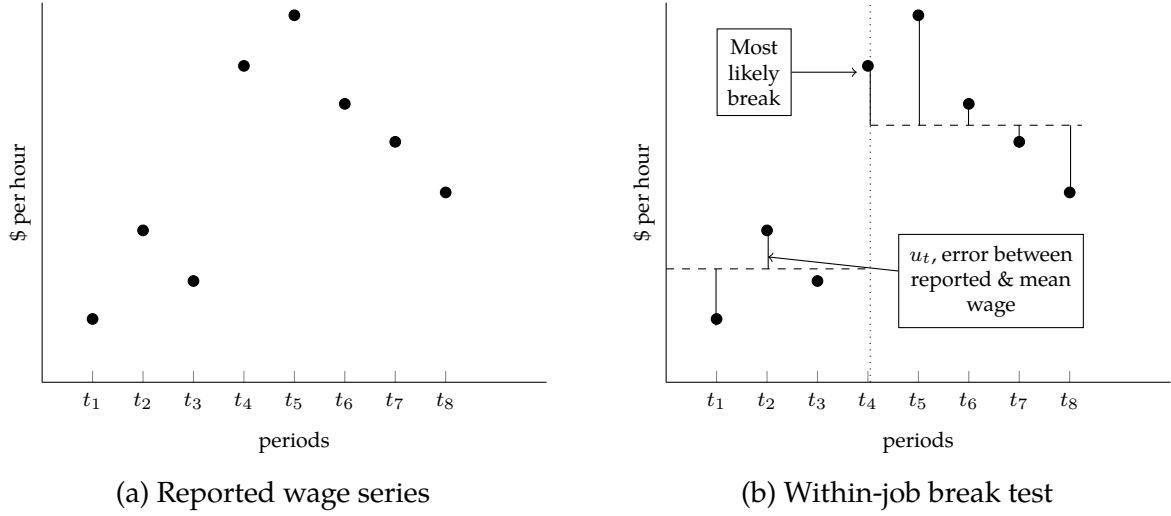 $ per hour
t1 t2 t3 t4 t5 t6 t7 t8
periods
(a) Reported wage series
Most
likely
break
$ per hour
ut, error between
reported & mean
wage
t1 t2 t3 t4 t5 t6 t7 t8
periods
(b) Within-job break test